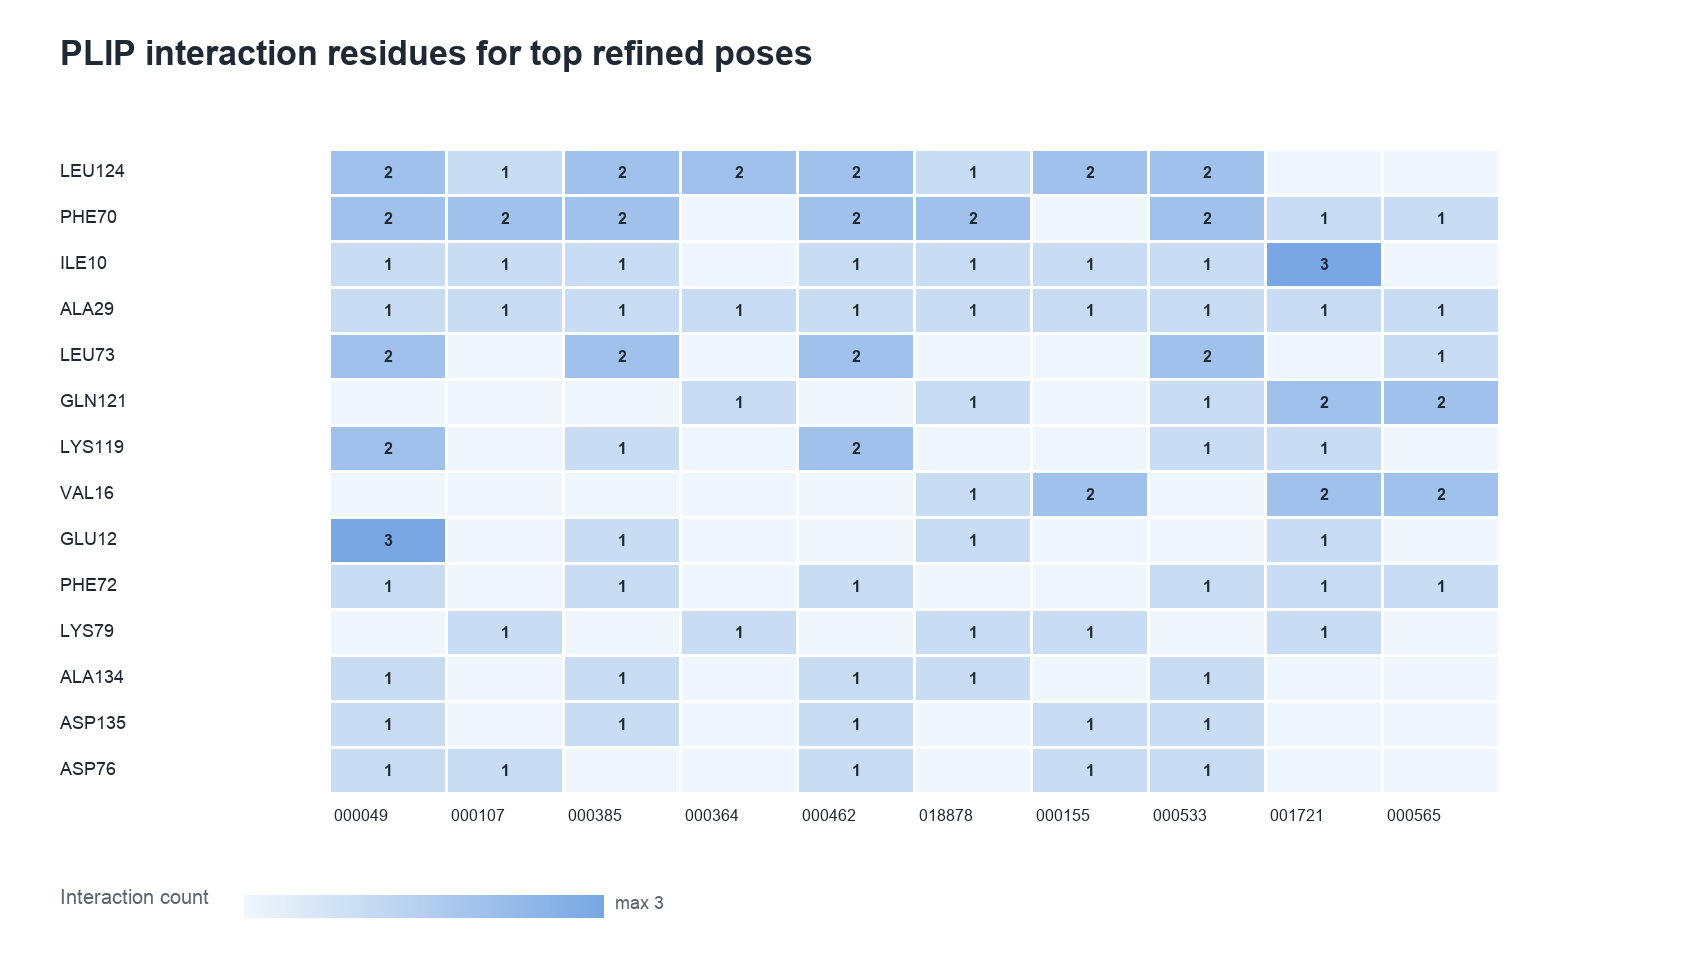 PLIP interaction residues for top refined poses
LEU124 2 1 2 2 2 1 2 2
PHE70 2 2 2 2 2 2 1 1
ILE10 1 1 1 1 1 1 1 3
ALA29 1 1 1 1 1 1 1 1 1 1
LEU73 2 2 2 2 1
GLN121 1 1 1 2 2
LYS119 2 1 2 1 1
VAL16 1 2 2 2
GLU12 3 1 1 1
PHE72 1 1 1 1 1 1
LYS79 1 1 1 1 1
ALA134 1 1 1 1 1
ASP135 1 1 1 1 1
ASP76 1 1 1 1 1
000049 000107 000385 000364 000462 018878 000155 000533 001721 000565
Interaction count max 3